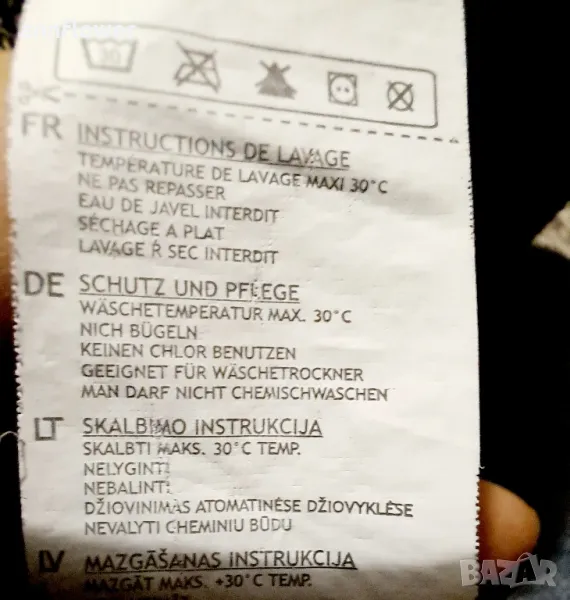 30
FR INSTRUCTIONS DE LAVAGE
TEMPÉRATURE DE LAVAGE MAXI 30°C
NE PAS REPASSER
EAU DE JAVEL INTERDIT
SÉCHAGE A PLAT
LAVAGE Ŕ SEC INTERDIT
DE SCHUTZ UND PFLEGE
WÄSCHETEMPERATUR MAX. 30°C
NICH BÜGELN
KEINEN CHLOR BENUTZEN
GEEIGNET FÜR WÄSCHETROCKNER
MAN DARF NICHT CHEMISCHWASCHEN
LT SKALBIMO INSTRUKCIJA
SKALBTI MAKS. 30°C TEMP.
NELYGINTI
NEBALINTI
DŽIOVINIMAS ATOMATINĖSE DŽIOVYKLĖSE
NEVALYTI CHEMINIU BŪDU
LV MAZGĀŠANAS INSTRUKCIJA
MAZGĀT MAKS. +30°C TEMP.
BAZAR